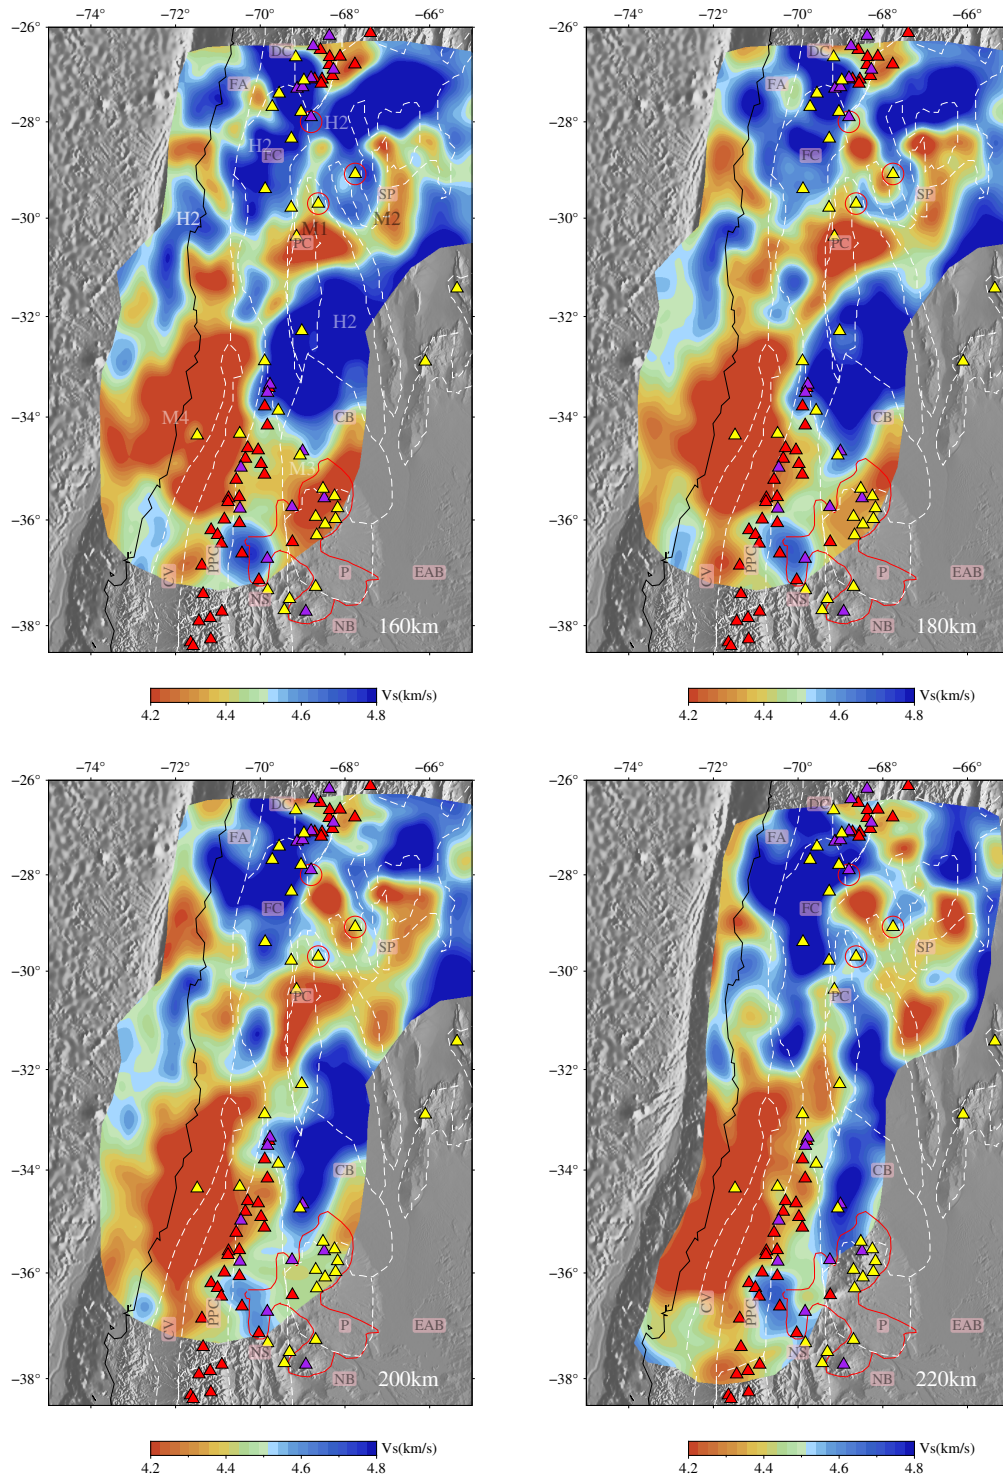 −74° −72° −70° −68° −66°
−26°
−28°
−30°
−32°
−34°
−36°
−38°
DC
FA
H2
H2
FC
SP
H2
M2
M1
PC
H2
CB
M4
M3
CV
PPC
P
EAB
NS
NB
160km
Vs(km/s)
4.2 4.4 4.6 4.8
−74° −72° −70° −68° −66°
−26°
−28°
−30°
−32°
−34°
−36°
−38°
DC
FA
FC
SP
PC
CB
CV
PPC
P
EAB
NS
NB
180km
Vs(km/s)
4.2 4.4 4.6 4.8
−74° −72° −70° −68° −66°
−26°
−28°
−30°
−32°
−34°
−36°
−38°
DC
FA
FC
SP
PC
CB
CV
PPC
P
EAB
NS
NB
200km
Vs(km/s)
4.2 4.4 4.6 4.8
−74° −72° −70° −68° −66°
−26°
−28°
−30°
−32°
−34°
−36°
−38°
DC
FA
FC
SP
PC
CB
CV
PPC
P
EAB
NS
NB
220km
Vs(km/s)
4.2 4.4 4.6 4.8